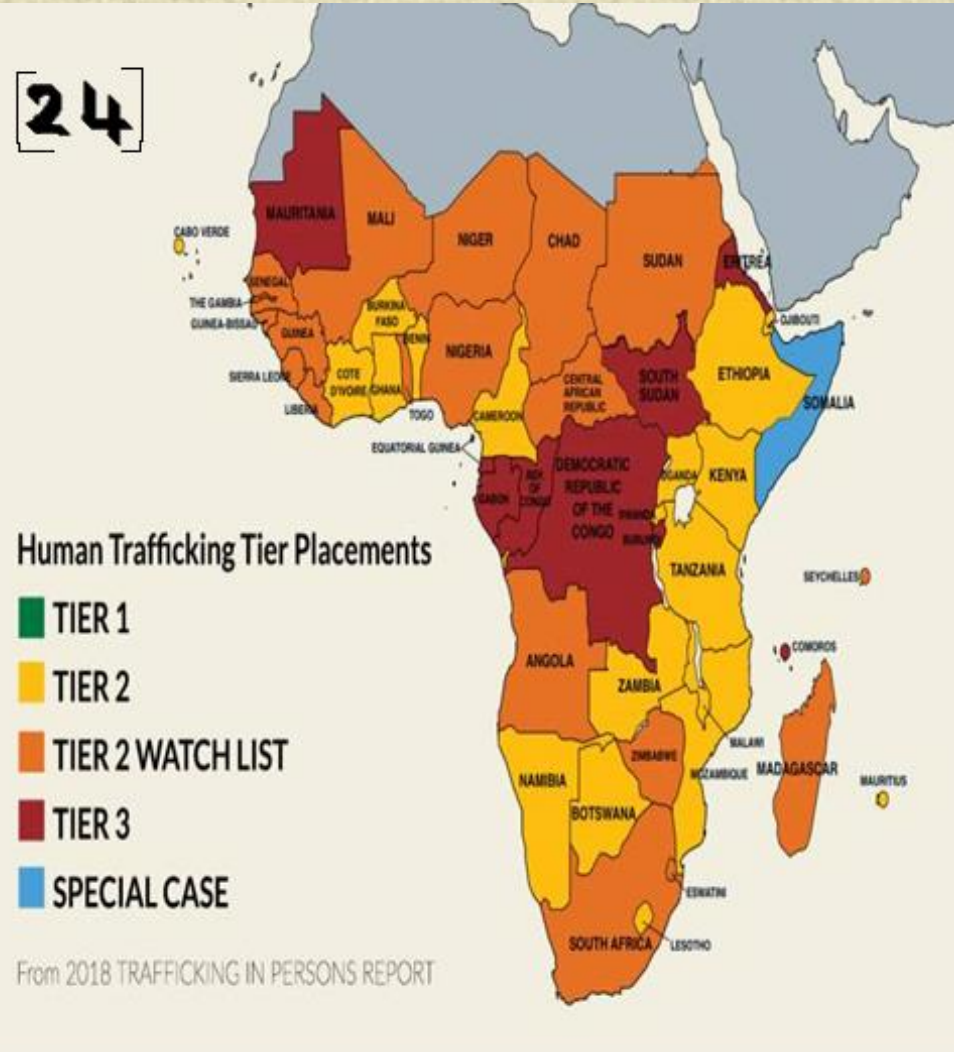 [24]
MAURITANIA
MALI
NIGER
CHAD
SUDAN
ERITREA
CABO VERDE
SENEGAL
THE GAMBIA
GUINEA-BISSAU
GUINEA
SIERRA LEONE
LIBERIA
BURKINA
FASO
BENIN
COTE
D'IVOIRE
GHANA
TOGO
NIGERIA
CAMEROON
EQUATORIAL GUINEA
CENTRAL
AFRICAN
REPUBLIC
SOUTH
SUDAN
ETHIOPIA
DJIBOUTI
SOMALIA
GABON
REP.
OF
CONGO
DEMOCRATIC
REPUBLIC
OF THE
CONGO
UGANDA
KENYA
RWANDA
BURUNDI
TANZANIA
SEYCHELLES
COMOROS
ANGOLA
ZAMBIA
MALAWI
MOZAMBIQUE
ZIMBABWE
MADAGASCAR
MAURITIUS
NAMIBIA
BOTSWANA
ESWATINI
SOUTH AFRICA
LESOTHO
Human Trafficking Tier Placements
TIER 1
TIER 2
TIER 2 WATCH LIST
TIER 3
SPECIAL CASE
From 2018 TRAFFICKING IN PERSONS REPORT